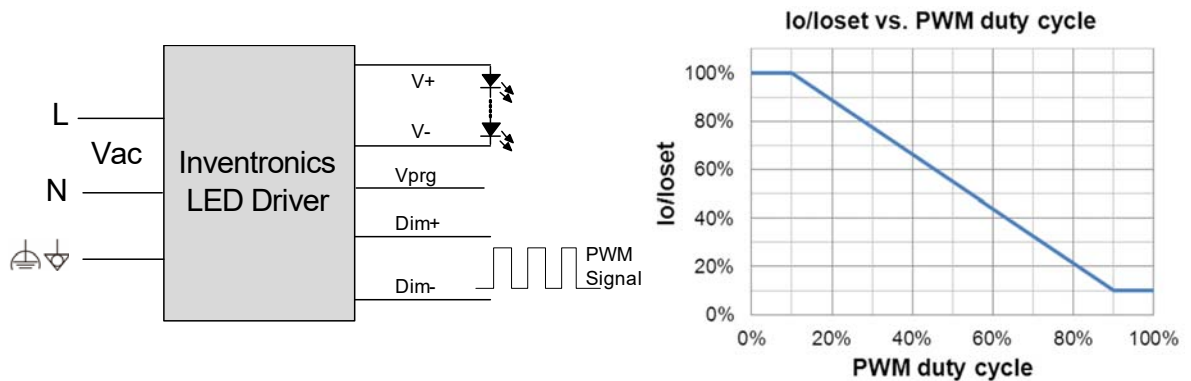 L
Vac
N
Inventronics
LED Driver
V+
V-
Vprg
Dim+
Dim-
PWM
Signal
Io/Ioset vs. PWM duty cycle
Io/Ioset
100%
80%
60%
40%
20%
0%
0% 20% 40% 60% 80% 100%
PWM duty cycle